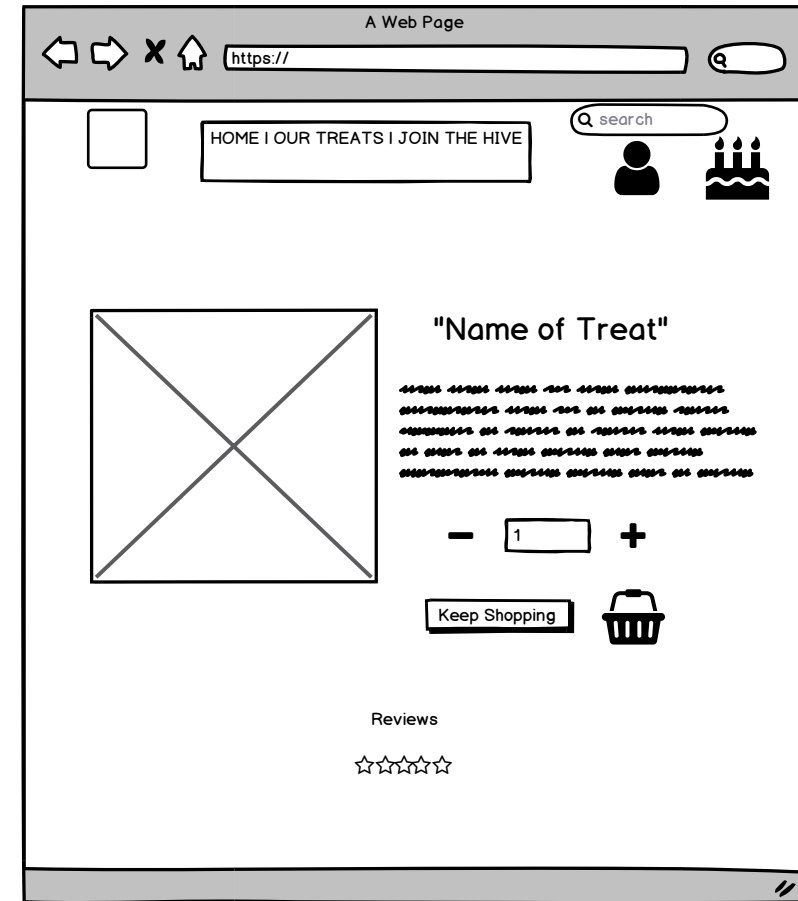 A Web Page
https://
search
HOME | OUR TREATS | JOIN THE HIVE
"Name of Treat"
1
Keep Shopping
Reviews